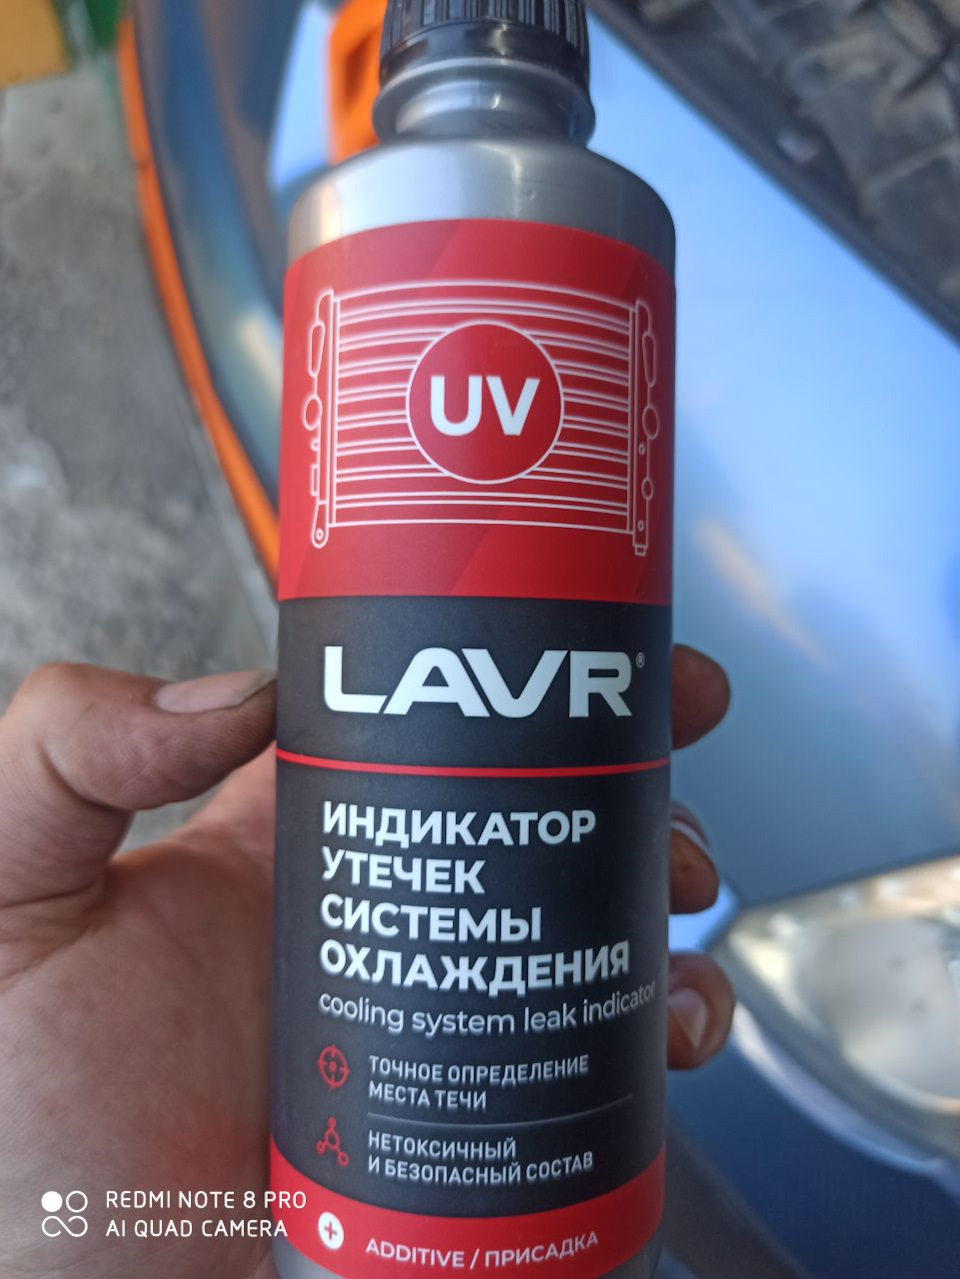 UV
LAVR®
ИНДИКАТОР
УТЕЧЕК
СИСТЕМЫ
ОХЛАЖДЕНИЯ
cooling system leak indicator
ТОЧНОЕ ОПРЕДЕЛЕНИЕ
МЕСТА ТЕЧИ
НЕТОКСИЧНЫЙ
И БЕЗОПАСНЫЙ СОСТАВ
ADDITIVE / ПРИСАДКА
REDMI NOTE 8 PRO
AI QUAD CAMERA